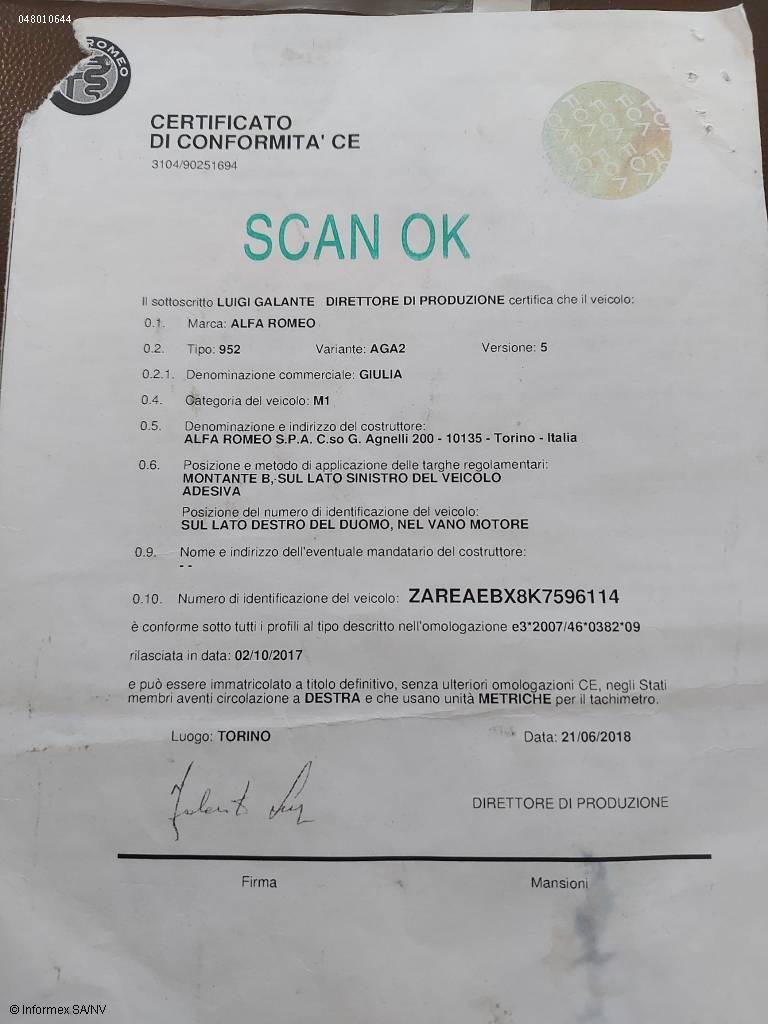 048010644
ROMEO
CERTIFICATO
DI CONFORMITA' CE
3104/90251694
FCA FCA FCA FCA FCA FCA
SCAN OK
Il sottoscritto LUIGI GALANTE DIRETTORE DI PRODUZIONE certifica che il veicolo:
0.1. Marca: ALFA ROMEO
0.2. Tipo: 952 Variante: AGA2 Versione: 5
0.2.1. Denominazione commerciale: GIULIA
0.4. Categoria del veicolo: M1
0.5. Denominazione e indirizzo del costruttore:
ALFA ROMEO S.P.A. C.so G. Agnelli 200 - 10135 - Torino - Italia
0.6. Posizione e metodo di applicazione delle targhe regolamentari:
MONTANTE B, SUL LATO SINISTRO DEL VEICOLO
ADESIVA
Posizione del numero di identificazione del veicolo:
SUL LATO DESTRO DEL DUOMO, NEL VANO MOTORE
0.9. Nome e indirizzo dell'eventuale mandatario del costruttore:
- -
0.10. Numero di identificazione del veicolo: ZAREAEBX8K7596114
è conforme sotto tutti i profili al tipo descritto nell'omologazione e3*2007/46*0382*09
rilasciata in data: 02/10/2017
e può essere immatricolato a titolo definitivo, senza ulteriori omologazioni CE, negli Stati
membri aventi circolazione a DESTRA e che usano unità METRICHE per il tachimetro.
Luogo: TORINO Data: 21/06/2018
DIRETTORE DI PRODUZIONE
Firma Mansioni
© Informex SA/NV